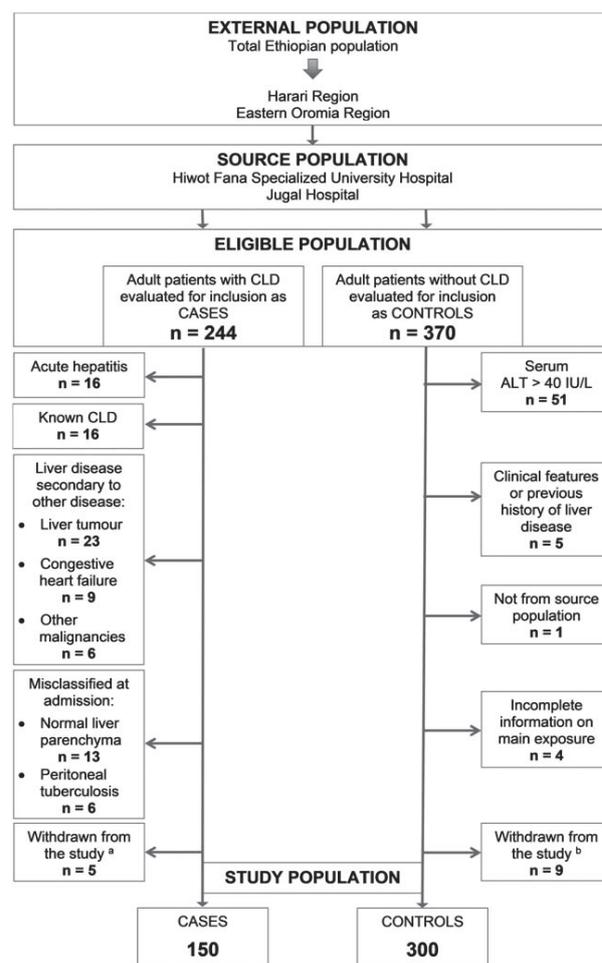 EXTERNAL POPULATION
Total Ethiopian population
Harari Region
Eastern Oromia Region
SOURCE POPULATION
Hiwot Fana Specialized University Hospital
Jugal Hospital
ELIGIBLE POPULATION
Adult patients with CLD
evaluated for inclusion as
CASES
n = 244
Adult patients without CLD
evaluated for inclusion
as CONTROLS
n = 370
Acute hepatitis
n = 16
Known CLD
n = 16
Liver disease
secondary to
other disease:
• Liver tumour
n = 23
• Congestive
heart failure
n = 9
• Other
malignancies
n = 6
Misclassified at
admission:
• Normal liver
parenchyma
n = 13
• Peritoneal
tuberculosis
n = 6
Withdrawn from
the study a
n = 5
Serum
ALT > 40 IU/L
n = 51
Clinical features
or previous
history of liver
disease
n = 5
Not from source
population
n = 1
Incomplete
information on
main exposure
n = 4
Withdrawn from
the study b
n = 9
STUDY POPULATION
CASES
150
CONTROLS
300